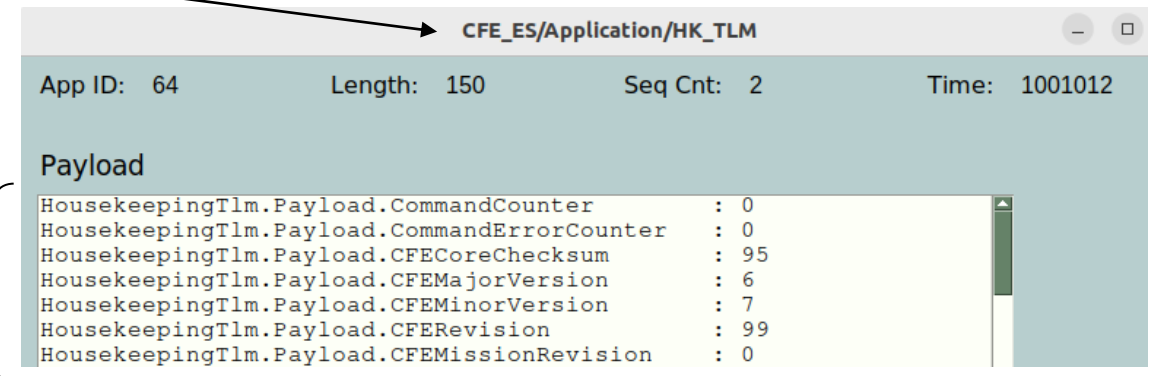 CFE_ES/Application/HK_TLM
App ID: 64 Length: 150 Seq Cnt: 2 Time: 1001012
Payload
HousekeepingTlm.Payload.CommandCounter : 0
HousekeepingTlm.Payload.CommandErrorCounter : 0
HousekeepingTlm.Payload.CFECoreChecksum : 95
HousekeepingTlm.Payload.CFEMajorVersion : 6
HousekeepingTlm.Payload.CFEMinorVersion : 7
HousekeepingTlm.Payload.CFERevision : 99
HousekeepingTlm.Payload.CFEMissionRevision : 0